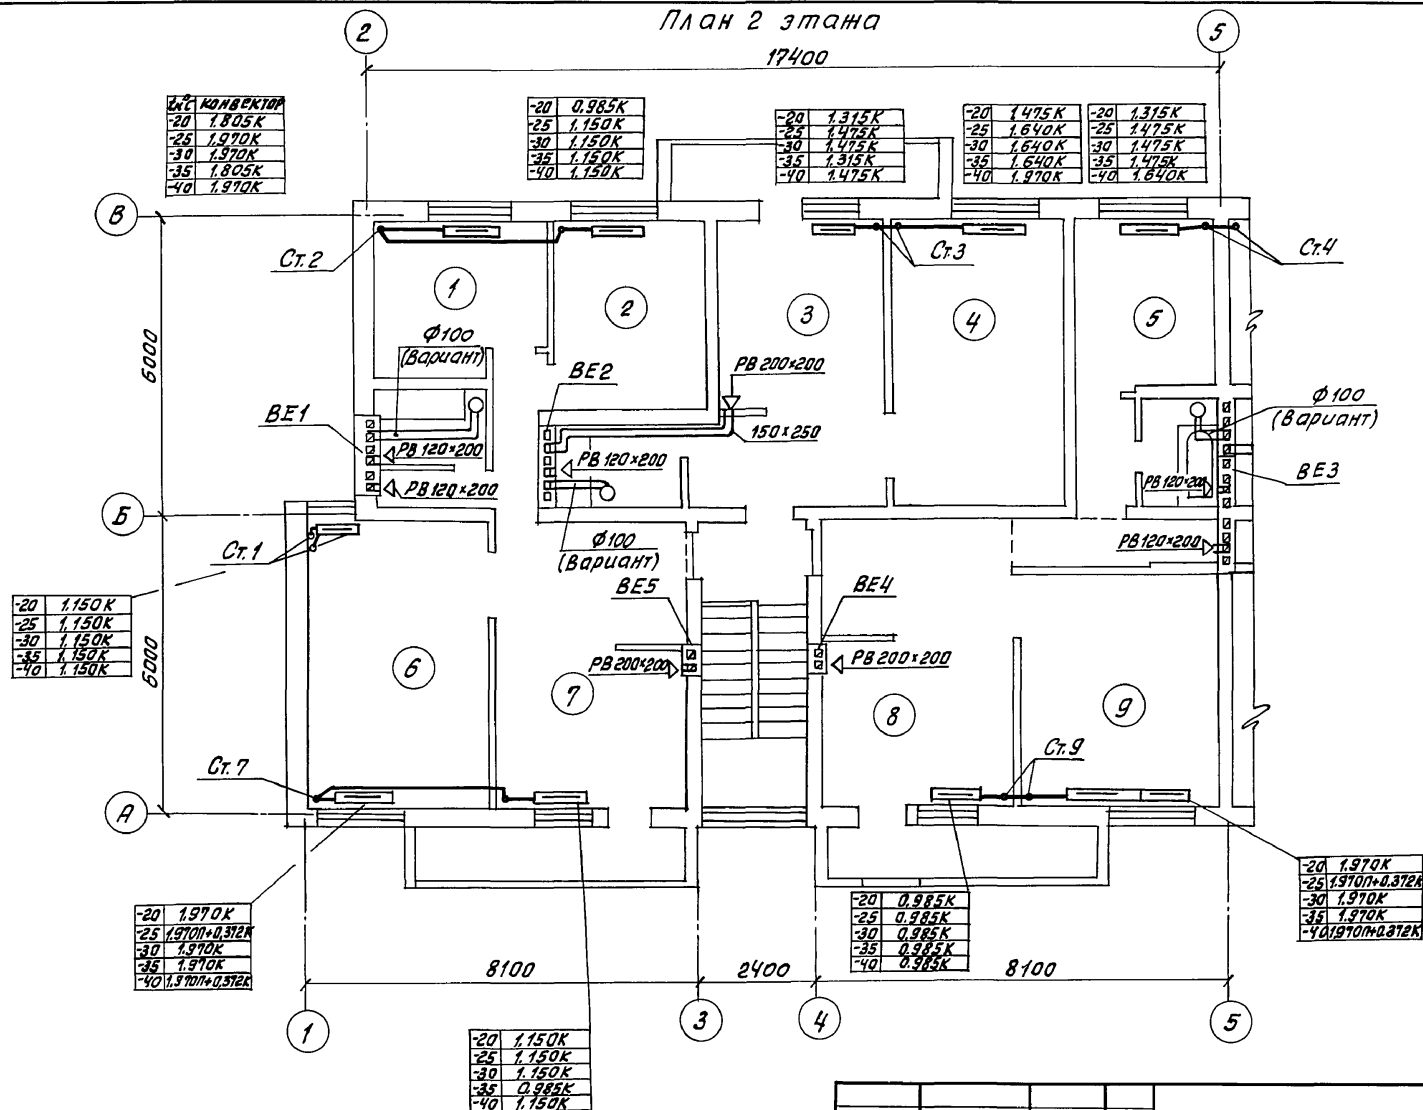 План 2 этажа
2
5
17400
tн°С КОНВЕКТОР
-20 1.805К
-25 1.970К
-30 1.970К
-35 1.805К
-40 1.970К
-20 0.985К
-25 1.150К
-30 1.150К
-35 1.150К
-40 1.150К
-20 1.315К
-25 1.475К
-30 1.475К
-35 1.315К
-40 1.475К
-20 1.475К
-25 1.640К
-30 1.640К
-35 1.640К
-40 1.970К
-20 1.315К
-25 1.475К
-30 1.475К
-35 1.475К
-40 1.640К
В
Ст.2
Ст.3
Ст.4
1
2
3
4
5
6000
Ф100
(Вариант)
ВЕ2
РВ 200×200
Ф100
(Вариант)
ВЕ1
150×250
РВ 120×200
РВ 120×200
ВЕ3
РВ 120×200
РВ 120×200
Б
Ст.1
Ф100
(Вариант)
РВ 120×200
ВЕ5
ВЕ4
-20 1.150К
-25 1.150К
-30 1.150К
-35 1.150К
-40 1.150К
6000
6
7
РВ 200×200
РВ 200×200
8
9
Ст.7
Ст.9
А
-20 1.970К
-25 1.970П+0,372К
-30 1.970К
-35 1.970К
-40 1.970П+0,372К
-20 0.985К
-25 0.985К
-30 0.985К
-35 0.985К
-40 0.985К
-20 1.970К
-25 1.970П+0.372К
-30 1.970К
-35 1.970К
-40 1.970П+0.372К
8100
2400
8100
1
3
4
5
-20 1.150К
-25 1.150К
-30 1.150К
-35 0.985К
-40 1.150К